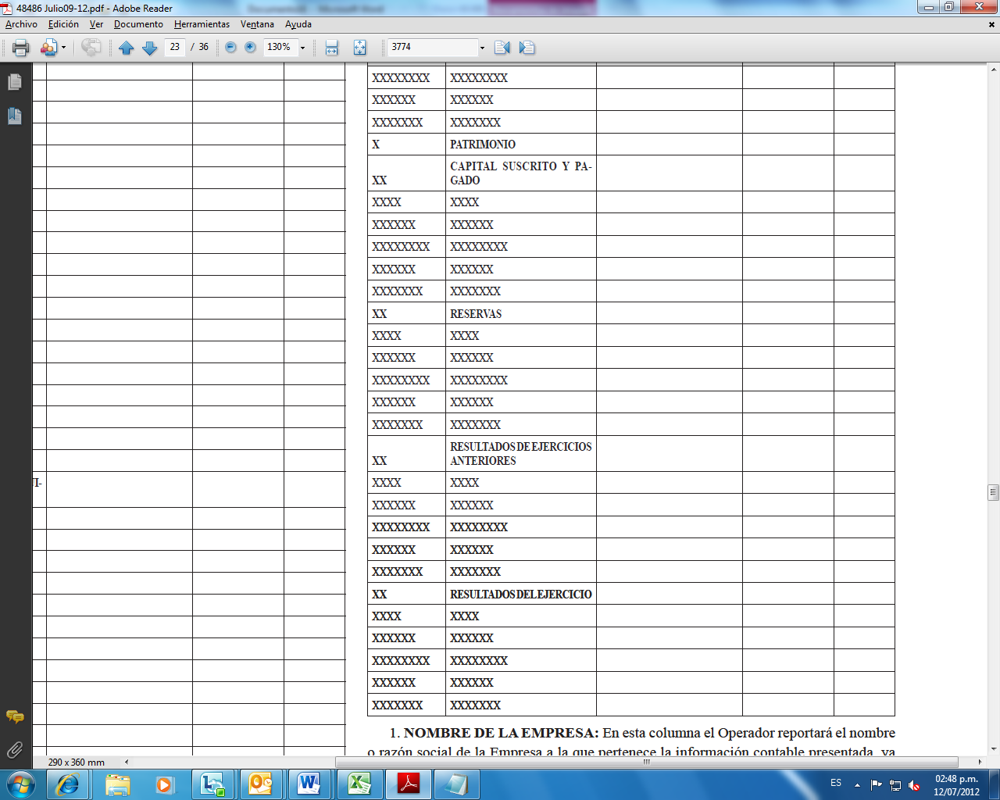 48486 Julio09-12.pdf - Adobe Reader
Archivo Edición Ver Documento Herramientas Ventana Ayuda
23 / 36 130% 3774
XXXXXXXX XXXXXXXX
XXXXXX XXXXXX
XXXXXXX XXXXXXX
X PATRIMONIO
CAPITAL SUSCRITO Y PA-
XX GADO
XXXX XXXX
XXXXXX XXXXXX
XXXXXXXX XXXXXXXX
XXXXXX XXXXXX
XXXXXXX XXXXXXX
XX RESERVAS
XXXX XXXX
XXXXXX XXXXXX
XXXXXXXX XXXXXXXX
XXXXXX XXXXXX
XXXXXXX XXXXXXX
RESULTADOS DE EJERCICIOS
XX ANTERIORES
XXXX XXXX
XXXXXX XXXXXX
XXXXXXXX XXXXXXXX
XXXXXX XXXXXX
XXXXXXX XXXXXXX
XX RESULTADOS DEL EJERCICIO
XXXX XXXX
XXXXXX XXXXXX
XXXXXXXX XXXXXXXX
XXXXXX XXXXXX
XXXXXXX XXXXXXX
1. NOMBRE DE LA EMPRESA: En esta columna el Operador reportará el nombre
o razón social de la Empresa a la que pertenece la información contable presentada, ya
290 x 360 mm
ES 02:48 p.m.
12/07/2012